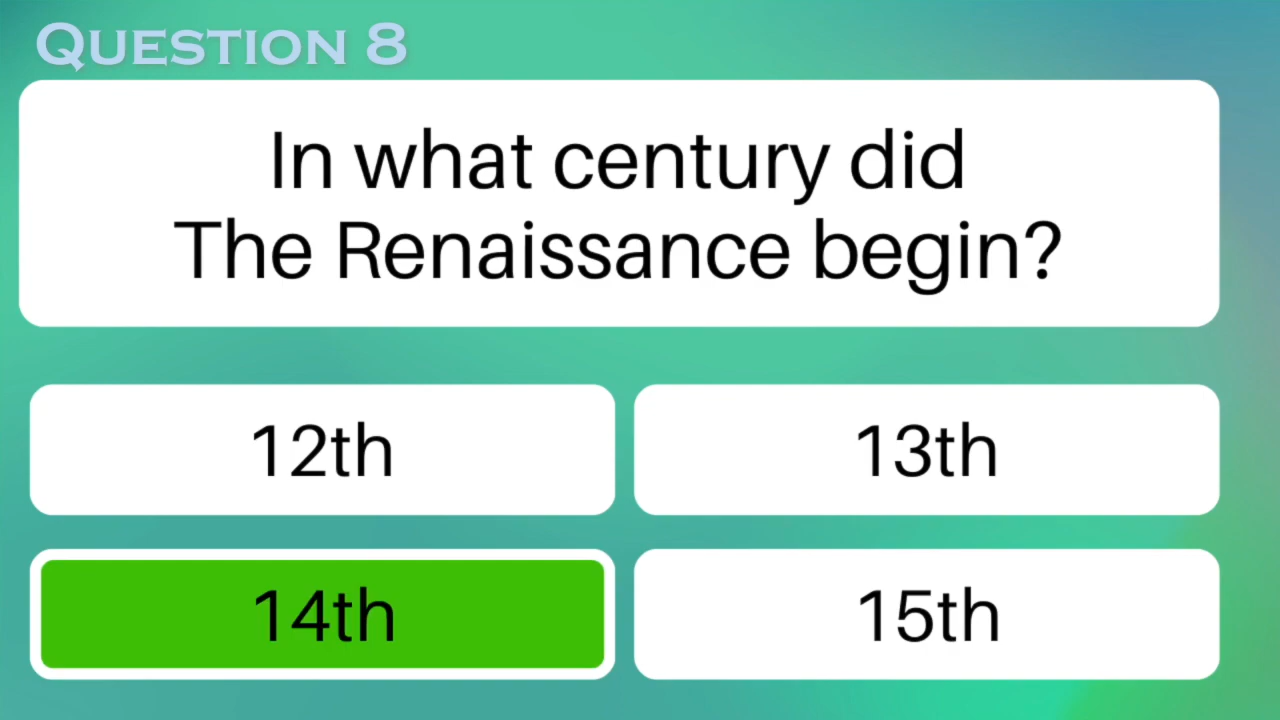 Question 8
In what century did
The Renaissance begin?
12th
13th
14th
15th